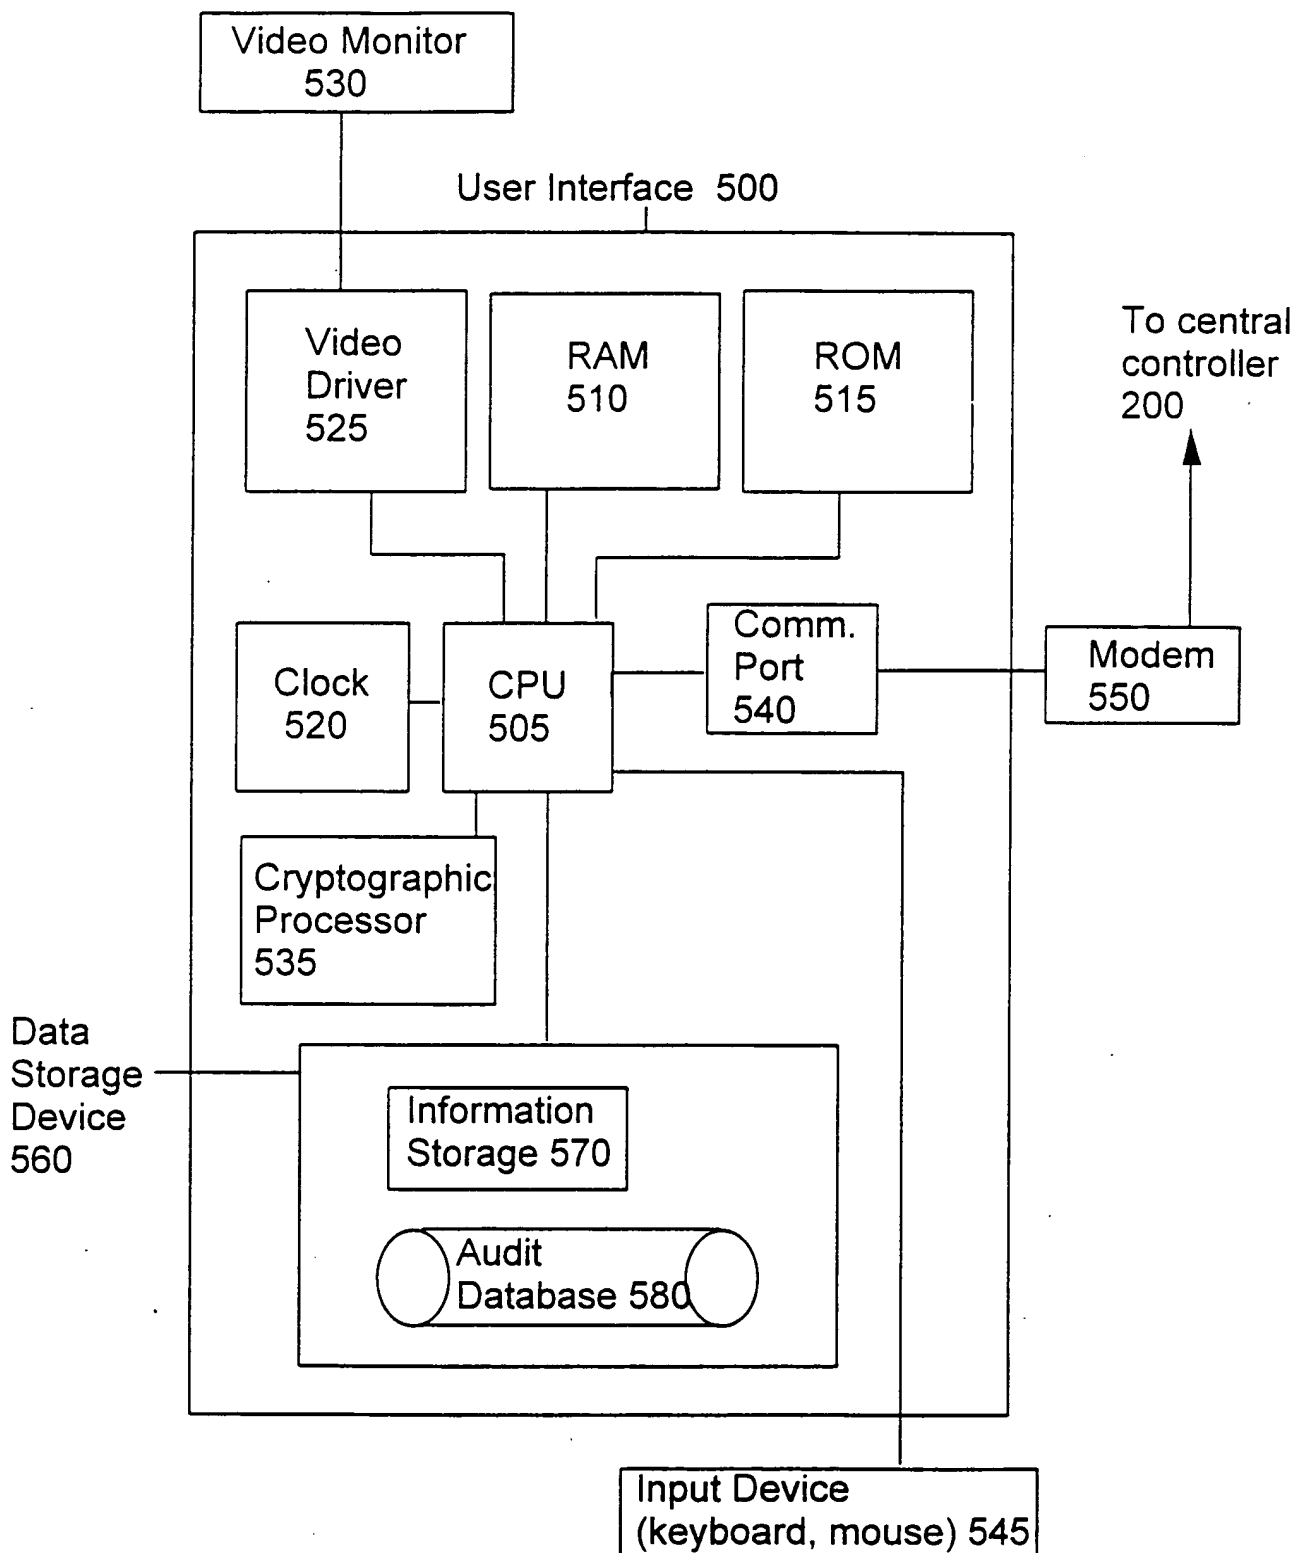 Video Monitor
530
User Interface 500
Video
Driver
525
RAM
510
ROM
515
To central
controller
200
Clock
520
CPU
505
Comm.
Port
540
Modem
550
Cryptographic
Processor
535
Data
Storage
Device
560
Information
Storage 570
Audit
Database 580
Input Device
(keyboard, mouse) 545